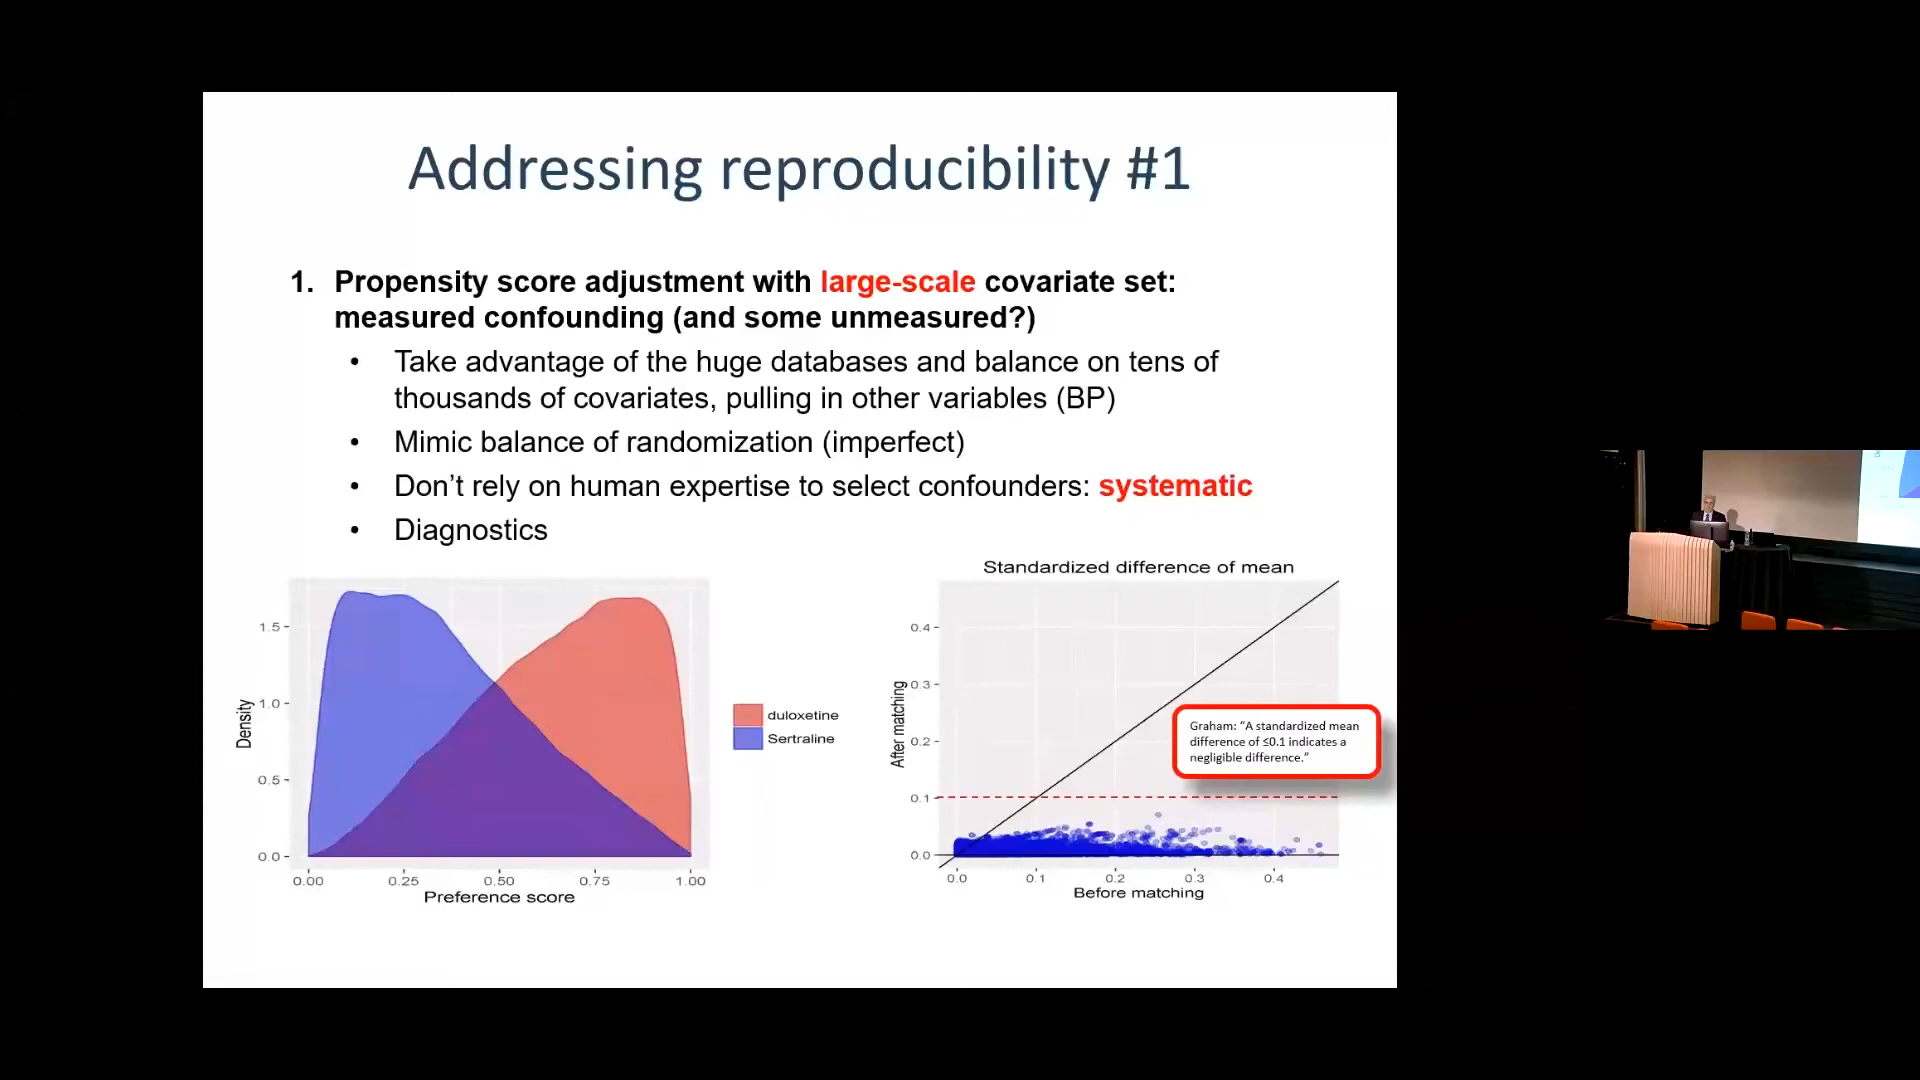 Addressing reproducibility #1
1. Propensity score adjustment with large-scale covariate set:
measured confounding (and some unmeasured?)
• Take advantage of the huge databases and balance on tens of
thousands of covariates, pulling in other variables (BP)
• Mimic balance of randomization (imperfect)
• Don’t rely on human expertise to select confounders: systematic
• Diagnostics
1.5
1.0
0.5
0.0
Density
0.00 0.25 0.50 0.75 1.00
Preference score
duloxetine
Sertraline
Standardized difference of mean
0.4
0.3
0.2
0.1
0.0
After matching
Graham: “A standardized mean
difference of ≤0.1 indicates a
negligible difference.”
0.0 0.1 0.2 0.3 0.4
Before matching